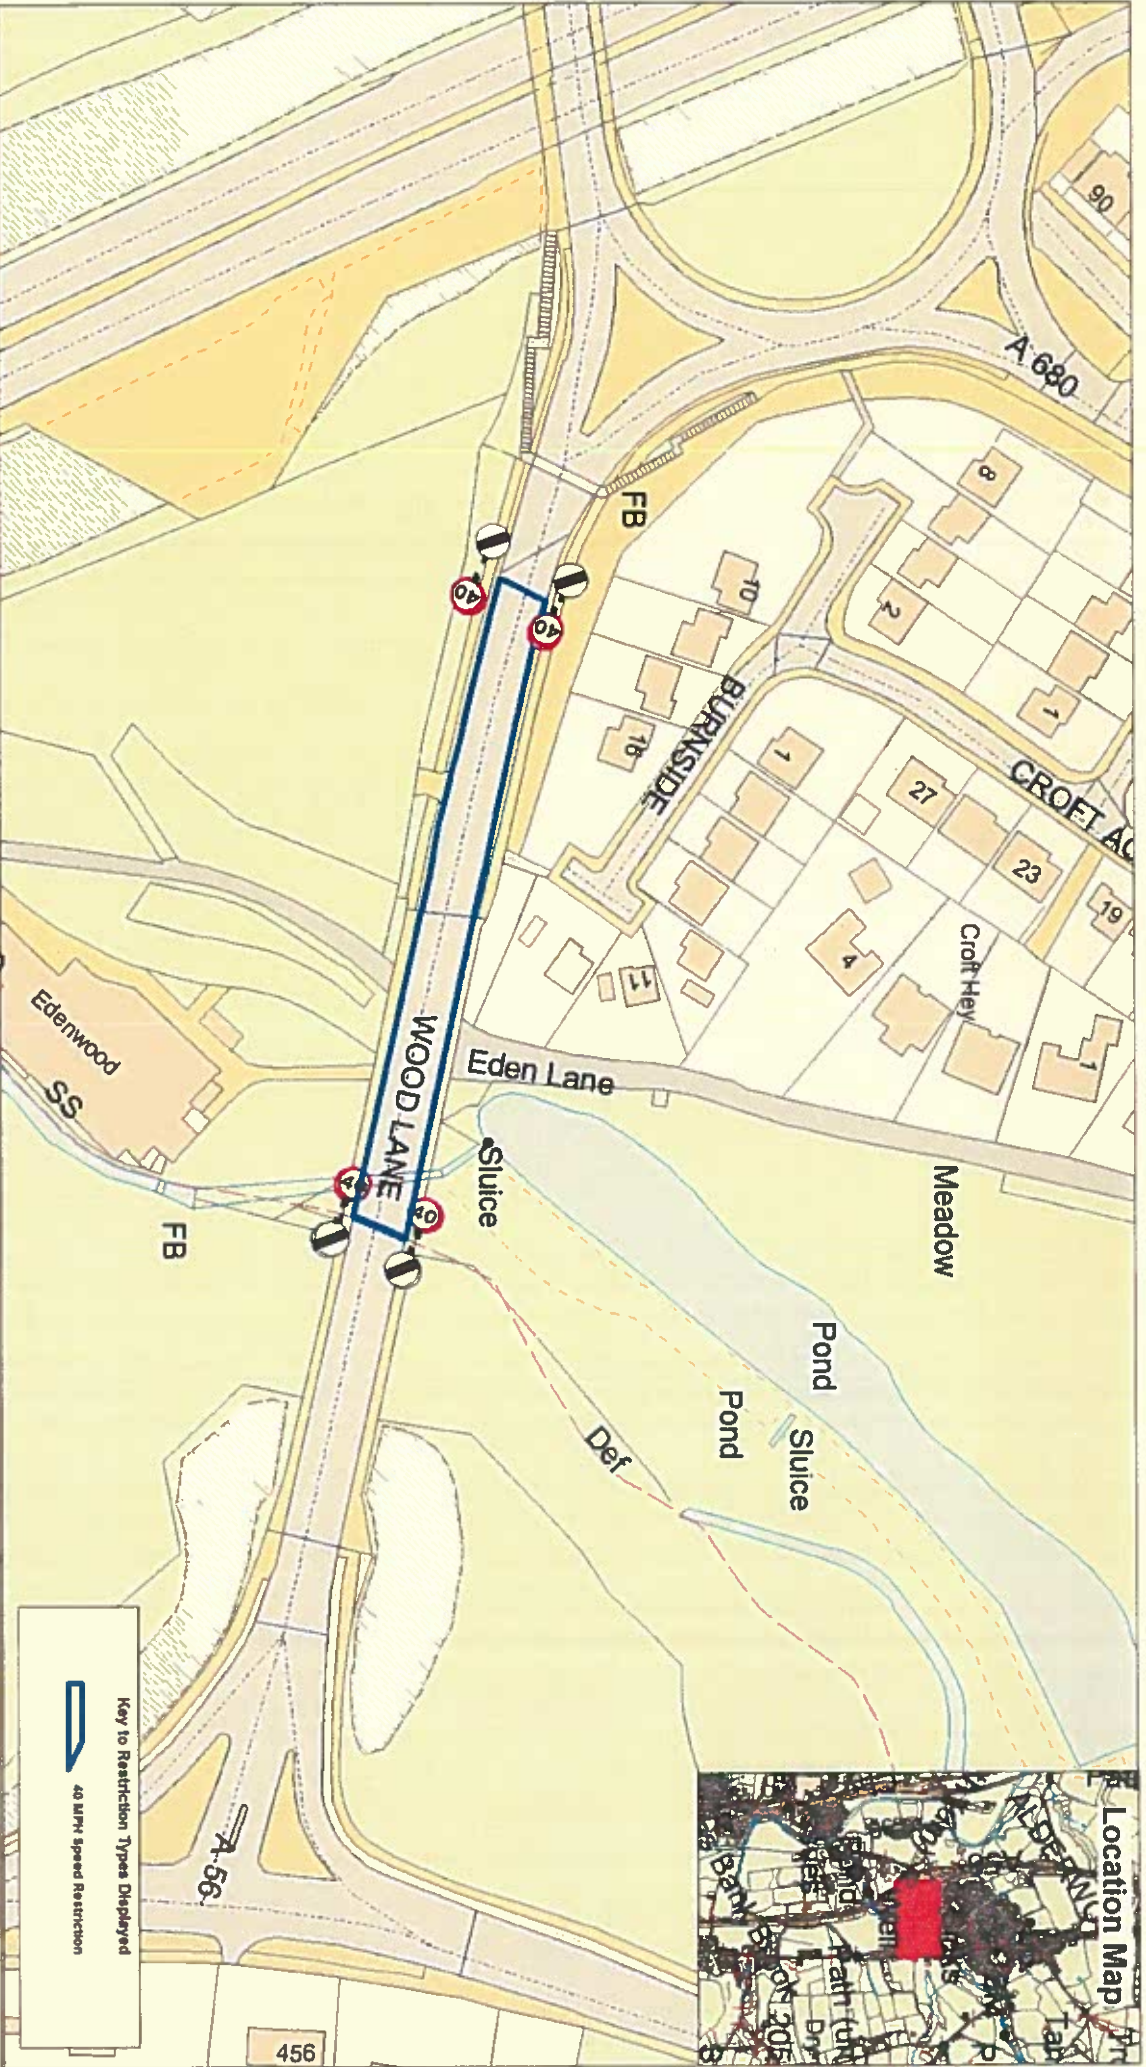 90
A 680
8
FB
10
2
1
40
40
BURNSIDE
16
1
27
CROFT
23
19
4
Croft Hey
11
1
Eden Lane
WOOD LANE
Edenwood
SS
Sluice
Meadow
40
FB
Pond
Pond
Sluice
Def
A 56
456
Location Map
Key to Restriction Types Displayed
40 MPH Speed Restriction